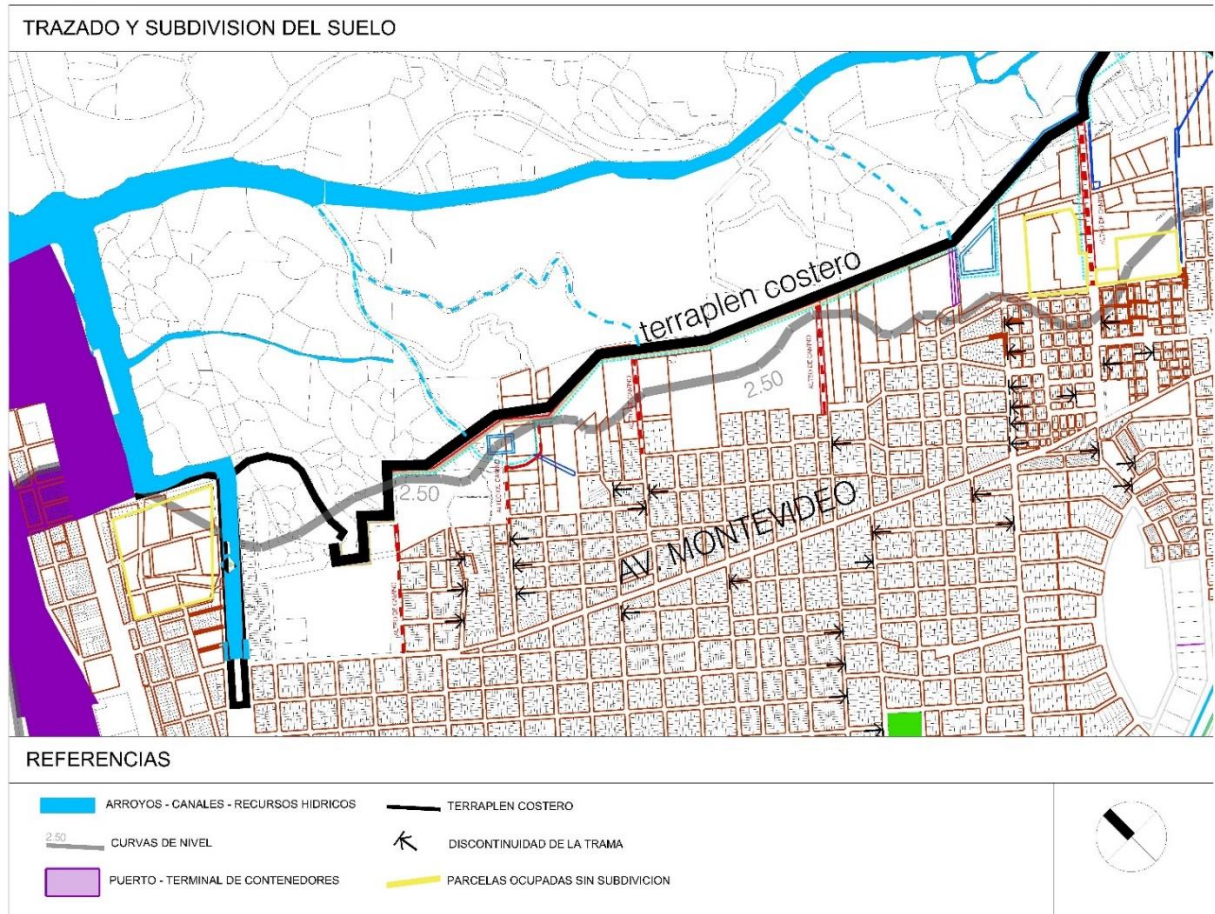 TRAZADO Y SUBDIVISION DEL SUELO
terraplen costero
2.50
2.50
AV. MONTEVIDEO
REFERENCIAS
ARROYOS - CANALES - RECURSOS HIDRICOS
TERRAPLEN COSTERO
2.50
CURVAS DE NIVEL
DISCONTINUIDAD DE LA TRAMA
PUERTO - TERMINAL DE CONTENEDORES
PARCELAS OCUPADAS SIN SUBDIVICION